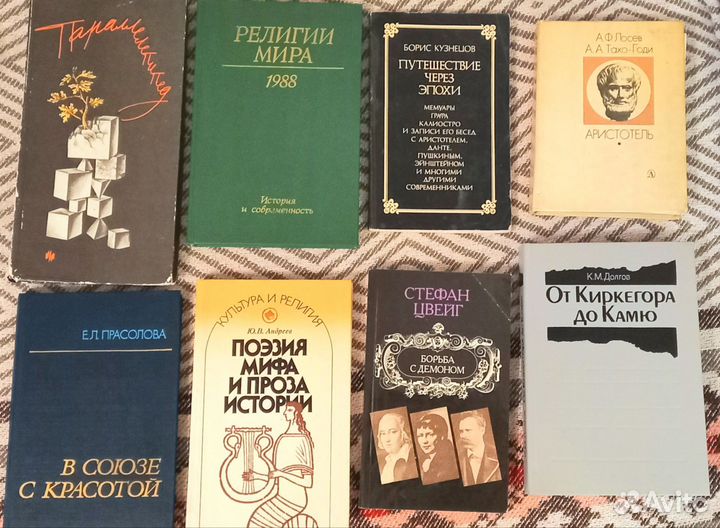 РЕЛИГИИ
МИРА
1988
История
и современность
БОРИС КУЗНЕЦОВ
ПУТЕШЕСТВИЕ
ЧЕРЕЗ
ЭПОХИ
МЕМУАРЫ
ГРАФА
КАЛИОСТРО
И ЗАПИСИ ЕГО БЕСЕД
С АРИСТОТЕЛЕМ,
ДАНТЕ,
ПУШКИНЫМ,
ЭЙНШТЕЙНОМ
И МНОГИМИ
ДРУГИМИ
СОВРЕМЕННИКАМИ
А.Ф.Лосев
А.А.Тахо-Годи
АРИСТОТЕЛЬ
Е.Л. ПРАСОЛОВА
В СОЮЗЕ
С КРАСОТОЙ
КУЛЬТУРА И РЕЛИГИЯ
Ю.В. Андреев
ПОЭЗИЯ
МИФА
И ПРОЗА
ИСТОРИИ
СТЕФАН
ЦВЕЙГ
БОРЬБА
С ДЕМОНОМ
К.М. Долгов
От Киркегора
до Камю
Avito